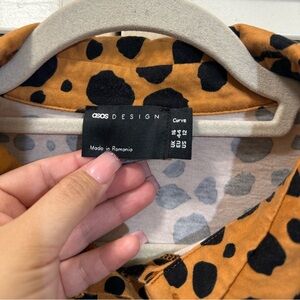 asos DESIGN
Made in Romania
Curve
UK 16
EU 44
US 12